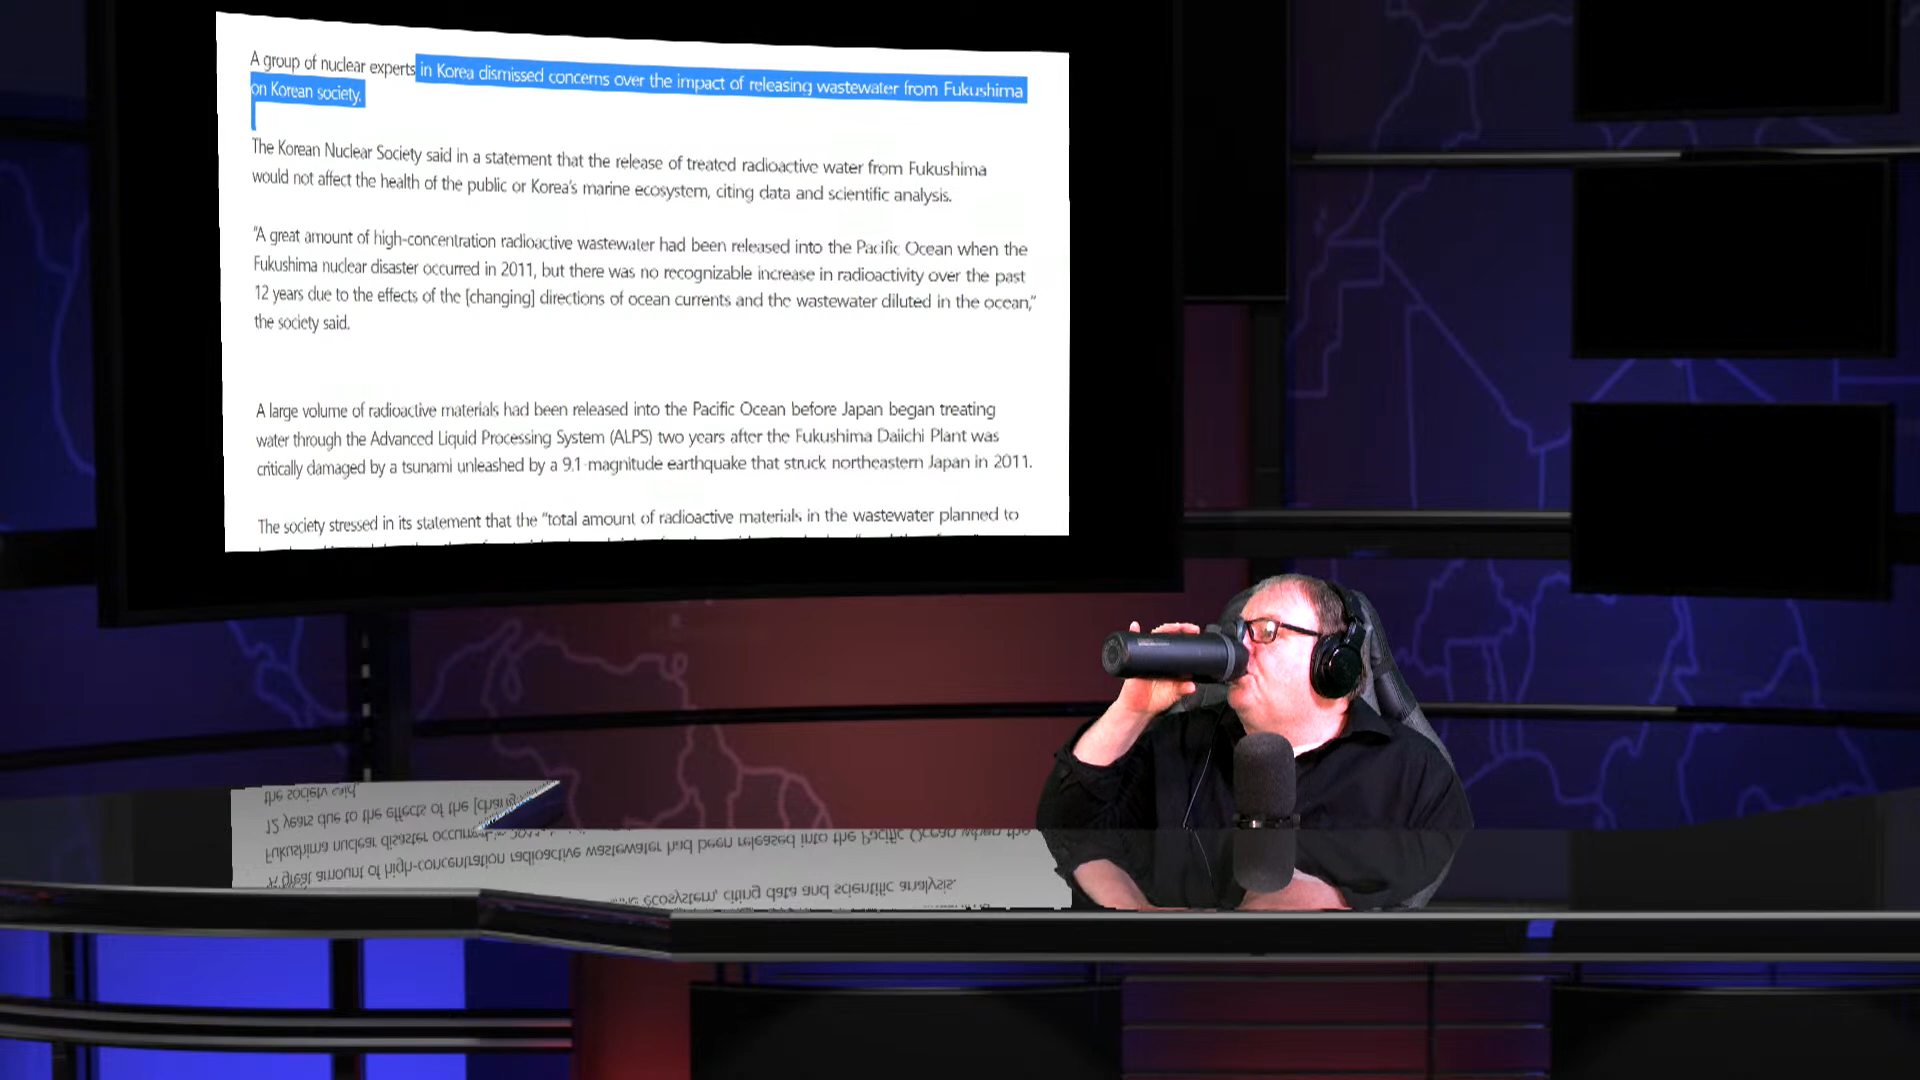 A group of nuclear experts in Korea dismissed concerns over the impact of releasing wastewater from Fukushima
on Korean society.
The Korean Nuclear Society said in a statement that the release of treated radioactive water from Fukushima
would not affect the health of the public or Korea's marine ecosystem, citing data and scientific analysis.
"A great amount of high-concentration radioactive wastewater had been released into the Pacific Ocean when the
Fukushima nuclear disaster occurred in 2011, but there was no recognizable increase in radioactivity over the past
12 years due to the effects of the [changing] directions of ocean currents and the wastewater diluted in the ocean,"
the society said.
A large volume of radioactive materials had been released into the Pacific Ocean before Japan began treating
water through the Advanced Liquid Processing System (ALPS) two years after the Fukushima Daiichi Plant was
critically damaged by a tsunami unleashed by a 9.1-magnitude earthquake that struck northeastern Japan in 2011.
The society stressed in its statement that the "total amount of radioactive materials in the wastewater planned to